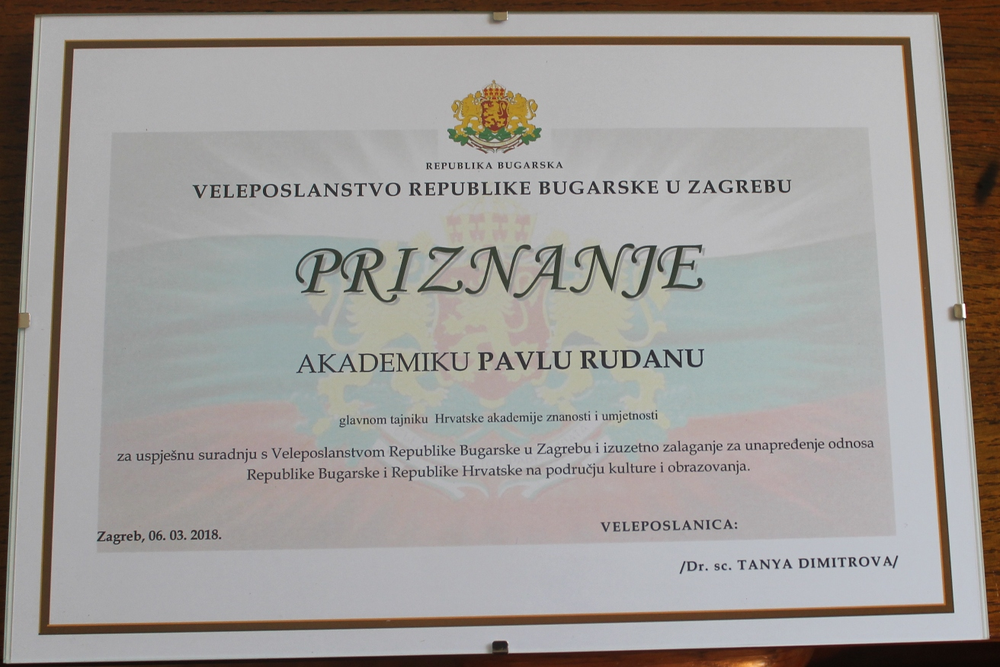 REPUBLIKA BUGARSKA
VELEPOSLANSTVO REPUBLIKE BUGARSKE U ZAGREBU
PRIZNANJE
AKADEMIKU PAVLU RUDANU
glavnom tajniku Hrvatske akademije znanosti i umjetnosti
za uspješnu suradnju s Veleposlanstvom Republike Bugarske u Zagrebu i izuzetno zalaganje za unapređenje odnosa
Republike Bugarske i Republike Hrvatske na području kulture i obrazovanja.
Zagreb, 06. 03. 2018.
VELEPOSLANICA:
/Dr. sc. TANYA DIMITROVA/